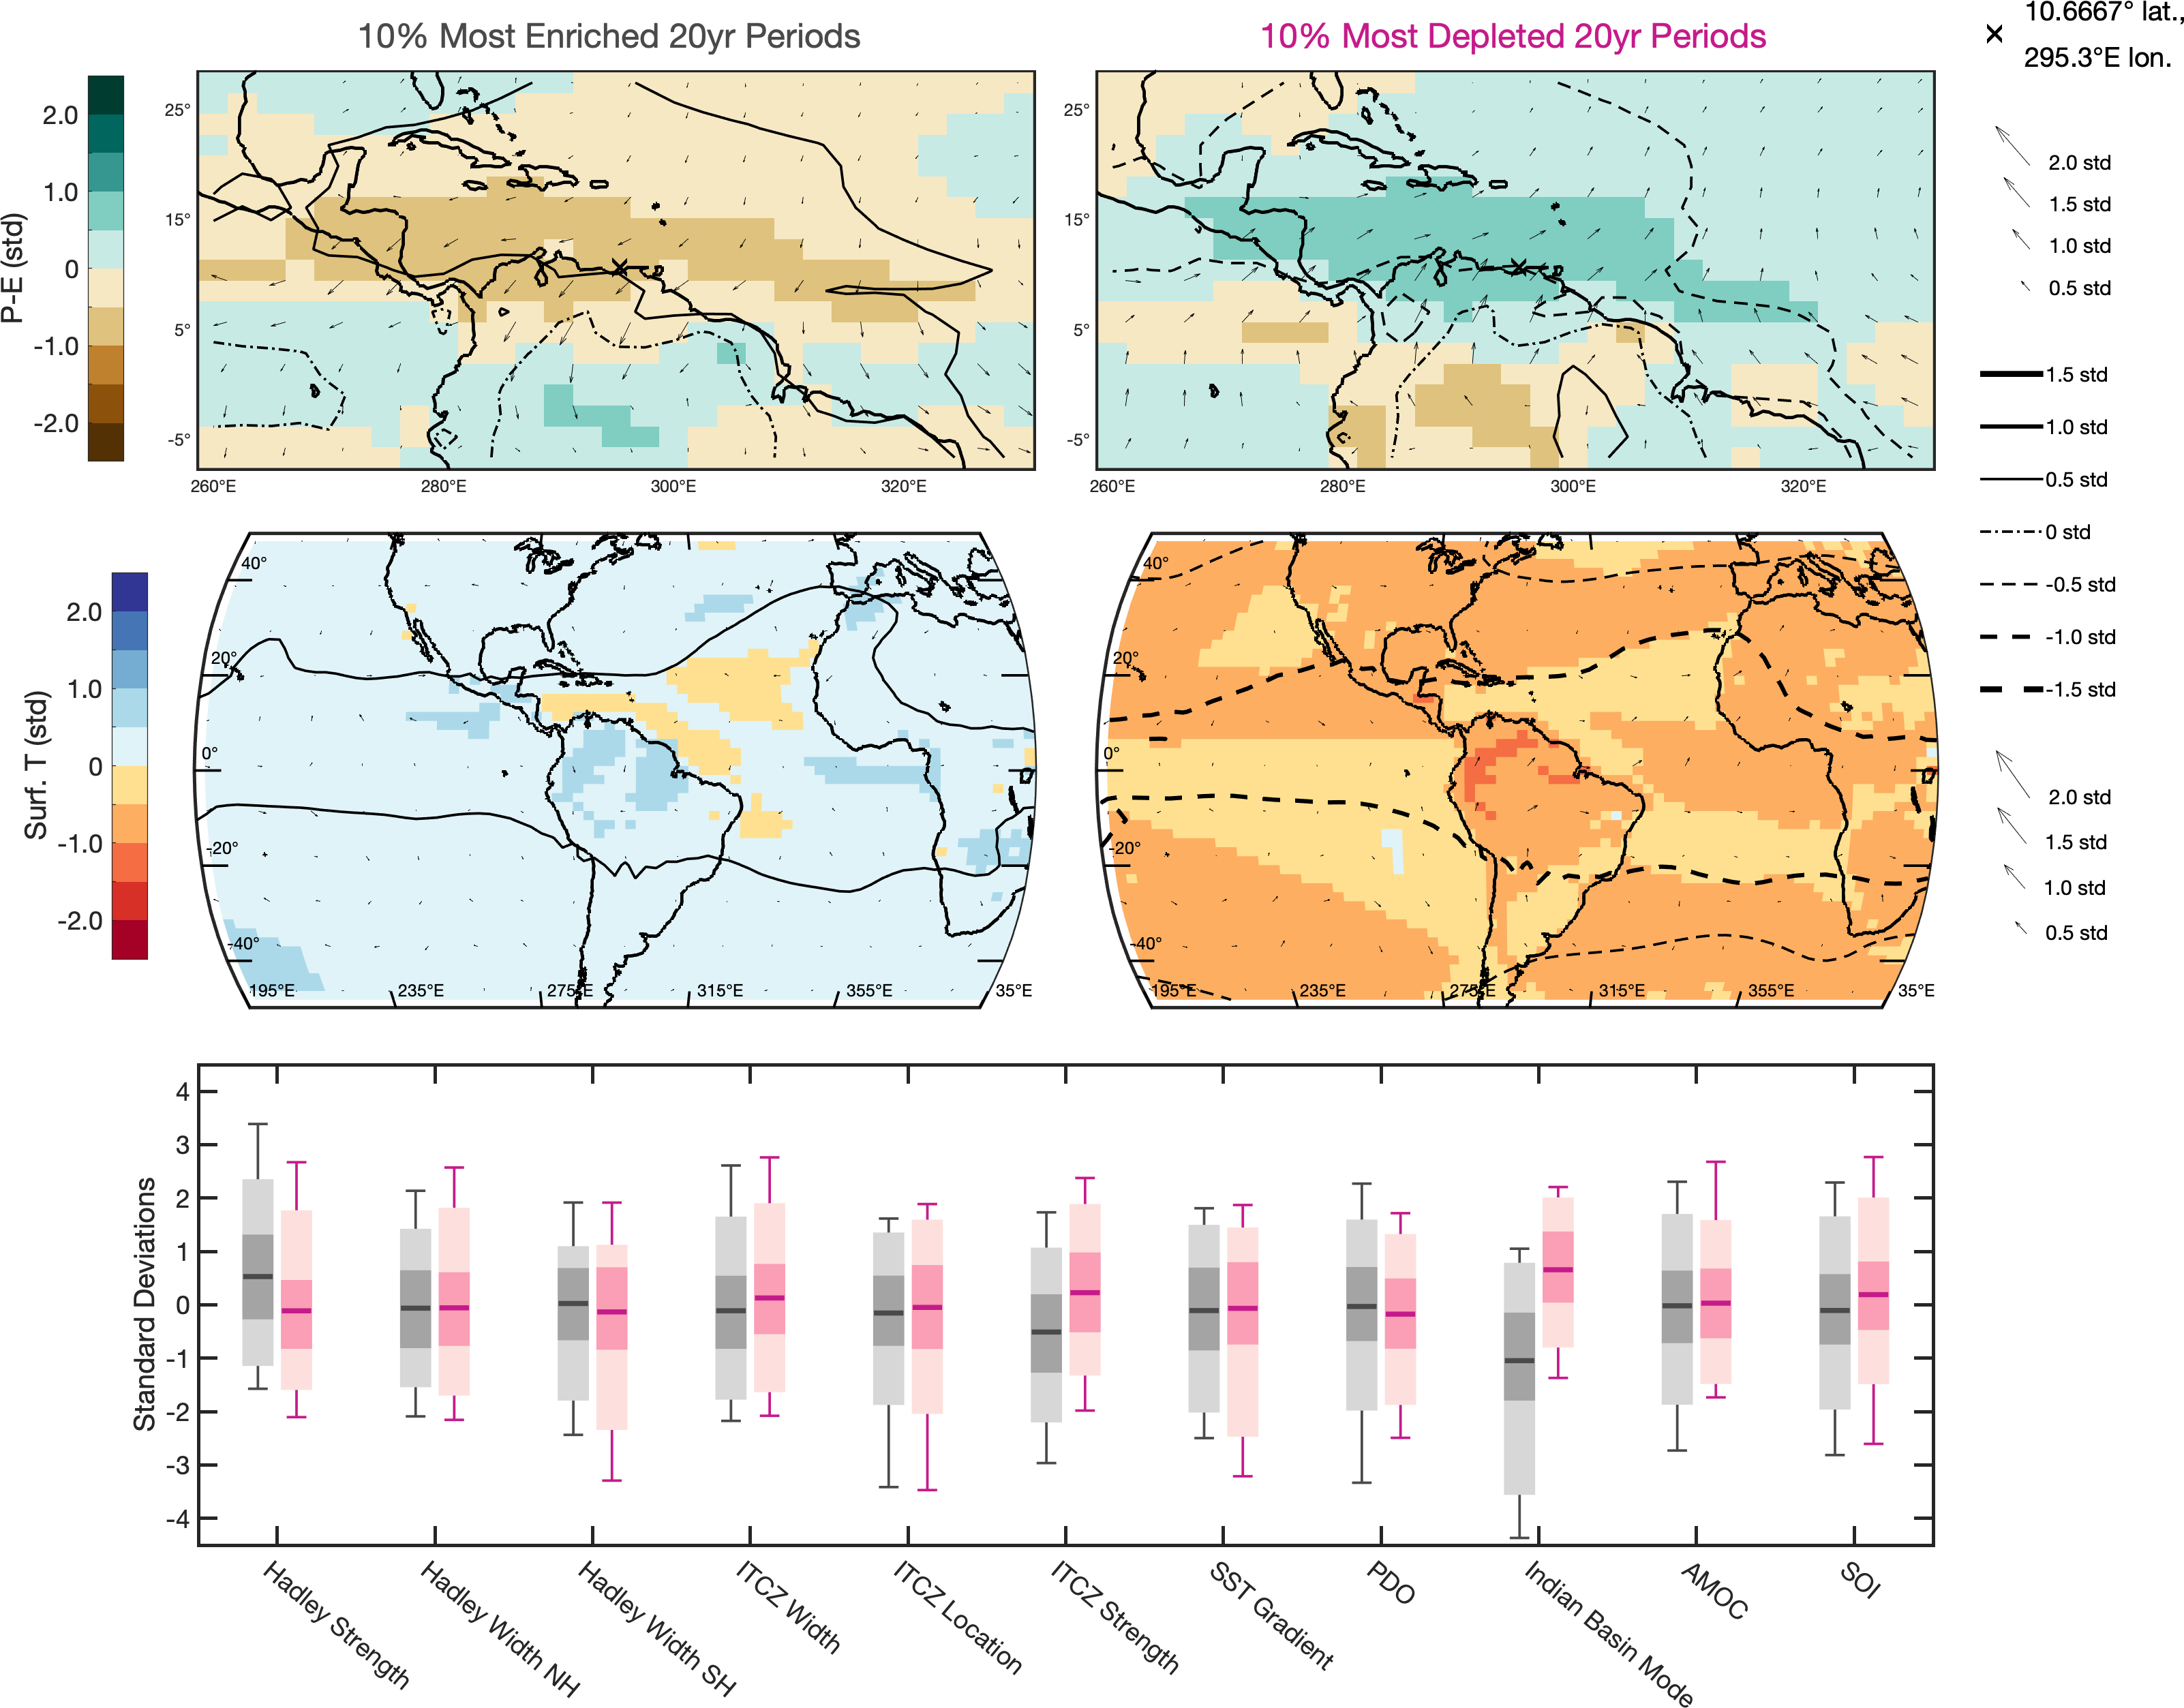 10% Most Enriched 20yr Periods
10% Most Depleted 20yr Periods
10.6667° lat.,
295.3°E lon.
P-E (std)
2.0
1.0
0
-1.0
-2.0
25°
15°
5°
-5°
260°E
280°E
300°E
320°E
25°
15°
5°
-5°
260°E
280°E
300°E
320°E
2.0 std
1.5 std
1.0 std
0.5 std
1.5 std
1.0 std
0.5 std
0 std
-0.5 std
-1.0 std
-1.5 std
Surf. T (std)
2.0
1.0
0
-1.0
-2.0
40°
20°
0°
-20°
-40°
195°E
235°E
275°E
315°E
355°E
35°E
40°
20°
0°
-20°
-40°
195°E
235°E
275°E
315°E
355°E
35°E
2.0 std
1.5 std
1.0 std
0.5 std
Standard Deviations
4
3
2
1
0
-1
-2
-3
-4
Hadley Strength
Hadley Width NH
Hadley Width SH
ITCZ Width
ITCZ Location
ITCZ Strength
SST Gradient
PDO
Indian Basin Mode
AMOC
SOI